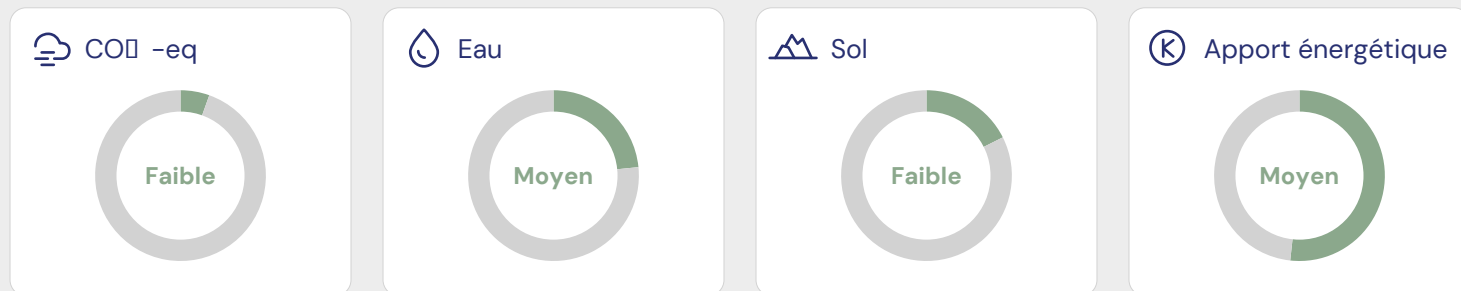 CO▯ -eq
Eau
Sol
Apport énergétique
Faible
Moyen
Faible
Moyen